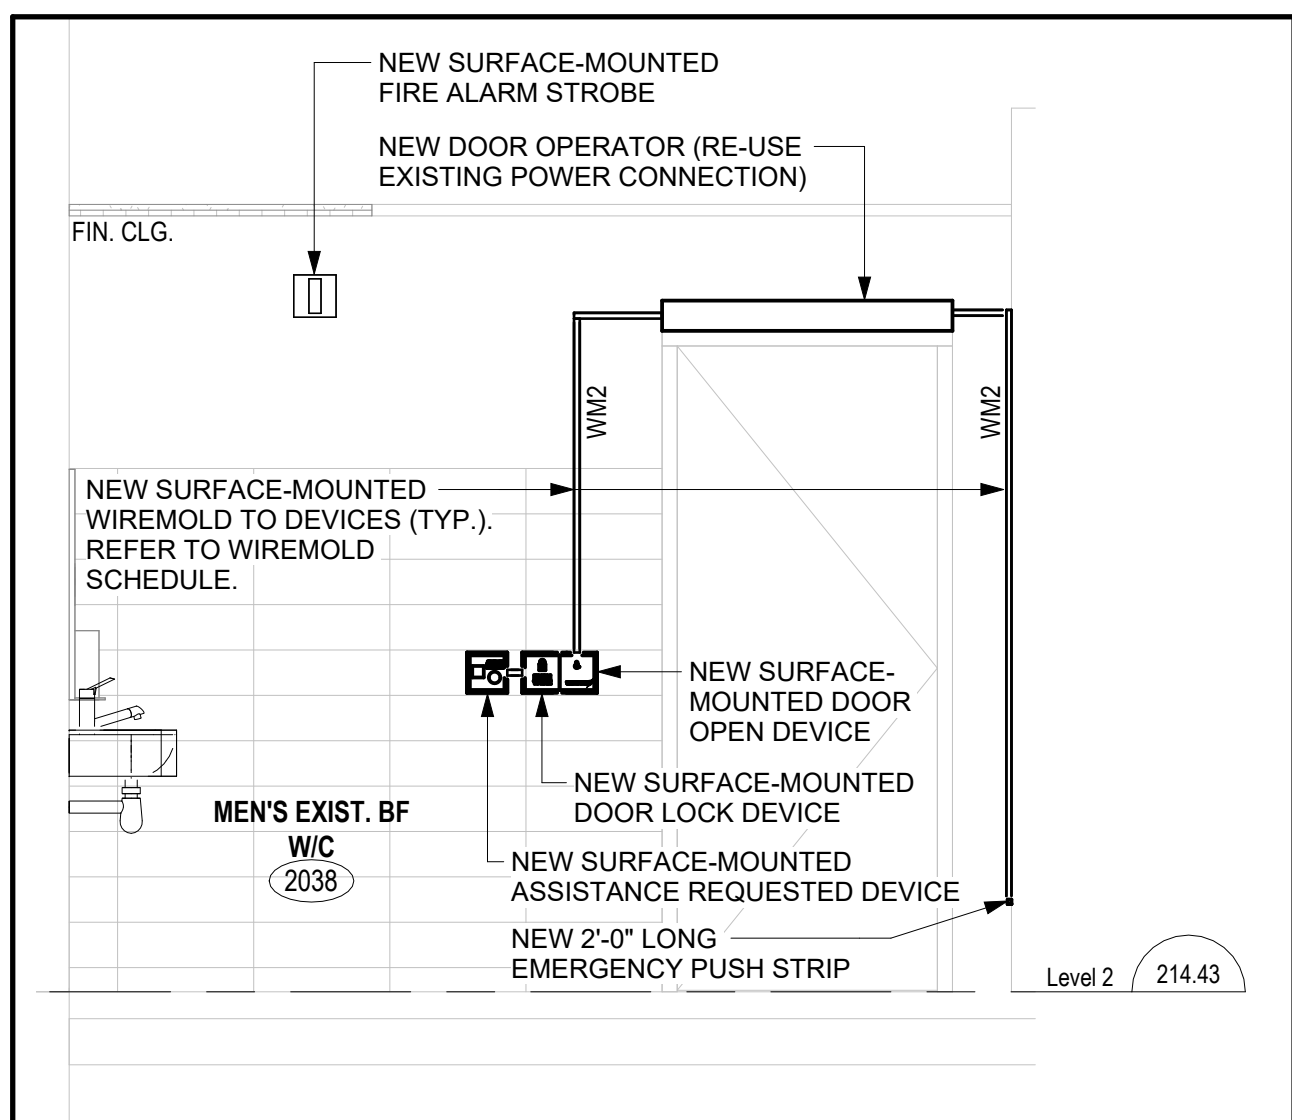 NEW SURFACE-MOUNTED
FIRE ALARM STROBE
NEW DOOR OPERATOR (RE-USE
EXISTING POWER CONNECTION)
FIN. CLG.
WM2
WM2
NEW SURFACE-MOUNTED
WIREMOLD TO DEVICES (TYP.).
REFER TO WIREMOLD
SCHEDULE.
NEW SURFACE-
MOUNTED DOOR
OPEN DEVICE
NEW SURFACE-MOUNTED
DOOR LOCK DEVICE
MEN'S EXIST. BF
W/C
2038
NEW SURFACE-MOUNTED
ASSISTANCE REQUESTED DEVICE
NEW 2'-0" LONG
EMERGENCY PUSH STRIP
Level 2
214.43